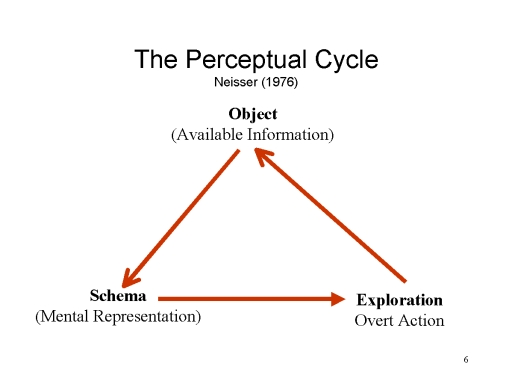 The Perceptual Cycle
Neisser (1976)
Object
(Available Information)
Schema
(Mental Representation)
Exploration
Overt Action
6